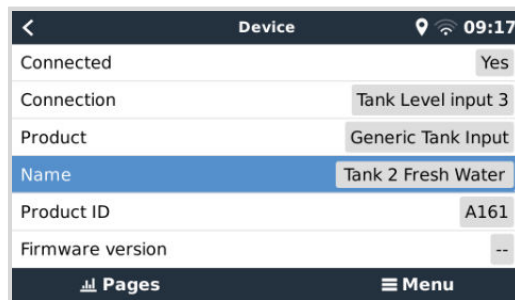 Device 09:17
Connected Yes
Connection Tank Level input 3
Product Generic Tank Input
Name Tank 2 Fresh Water
Product ID A161
Firmware version --
Pages Menu